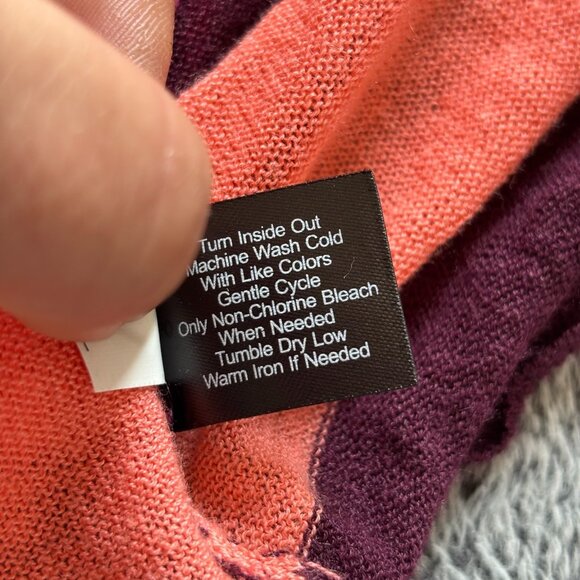 Turn Inside Out
Machine Wash Cold
With Like Colors
Gentle Cycle
Only Non-Chlorine Bleach
When Needed
Tumble Dry Low
Warm Iron If Needed